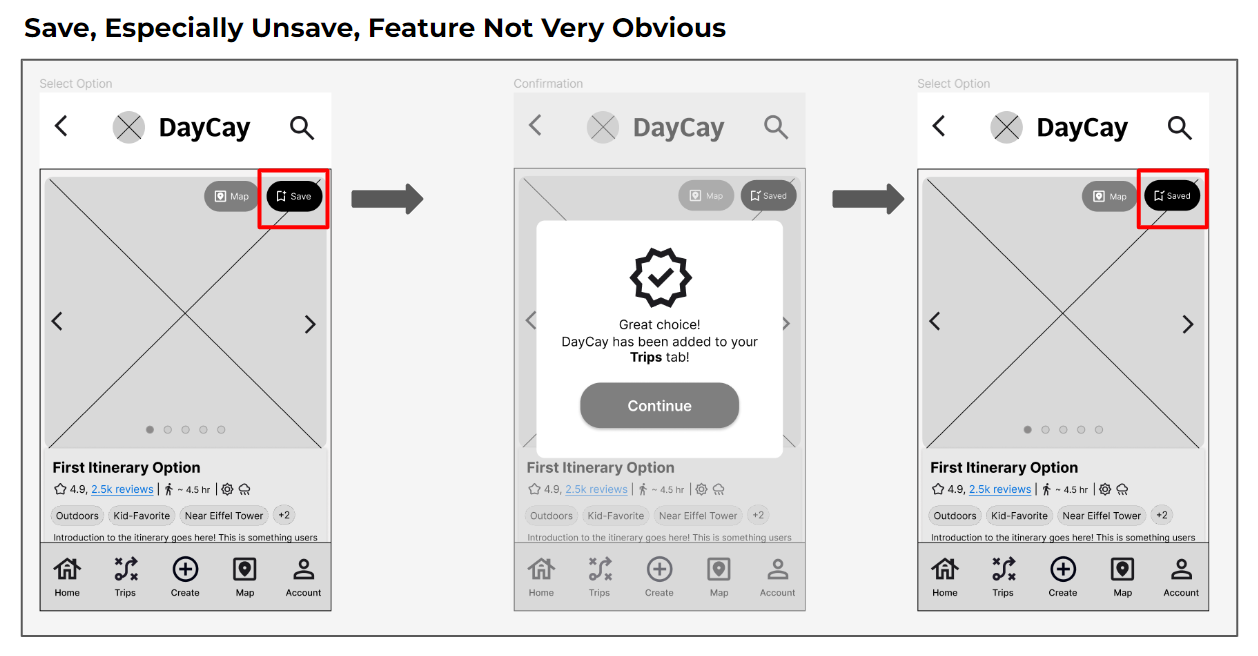 Save, Especially Unsave, Feature Not Very Obvious
Select Option
DayCay
Map
Save
First Itinerary Option
4.9, 2.5k reviews | ~ 4.5 hr |
Outdoors Kid-Favorite Near Eiffel Tower +2
Introduction to the itinerary goes here! This is something users
Home Trips Create Map Account
Confirmation
DayCay
Map
Saved
Great choice!
DayCay has been added to your
Trips tab!
Continue
First Itinerary Option
4.9, 2.5k reviews | ~ 4.5 hr |
Outdoors Kid-Favorite Near Eiffel Tower +2
Introduction to the itinerary goes here! This is something users
Home Trips Create Map Account
Select Option
DayCay
Map
Saved
First Itinerary Option
4.9, 2.5k reviews | ~ 4.5 hr |
Outdoors Kid-Favorite Near Eiffel Tower +2
Introduction to the itinerary goes here! This is something users
Home Trips Create Map Account